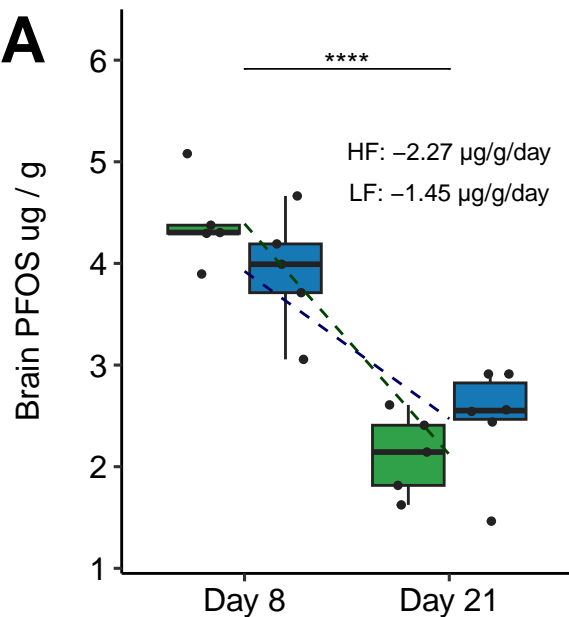 A
****
HF: −2.27 µg/g/day
LF: −1.45 µg/g/day
Brain PFOS ug / g
6
5
4
3
2
1
Day 8 Day 21